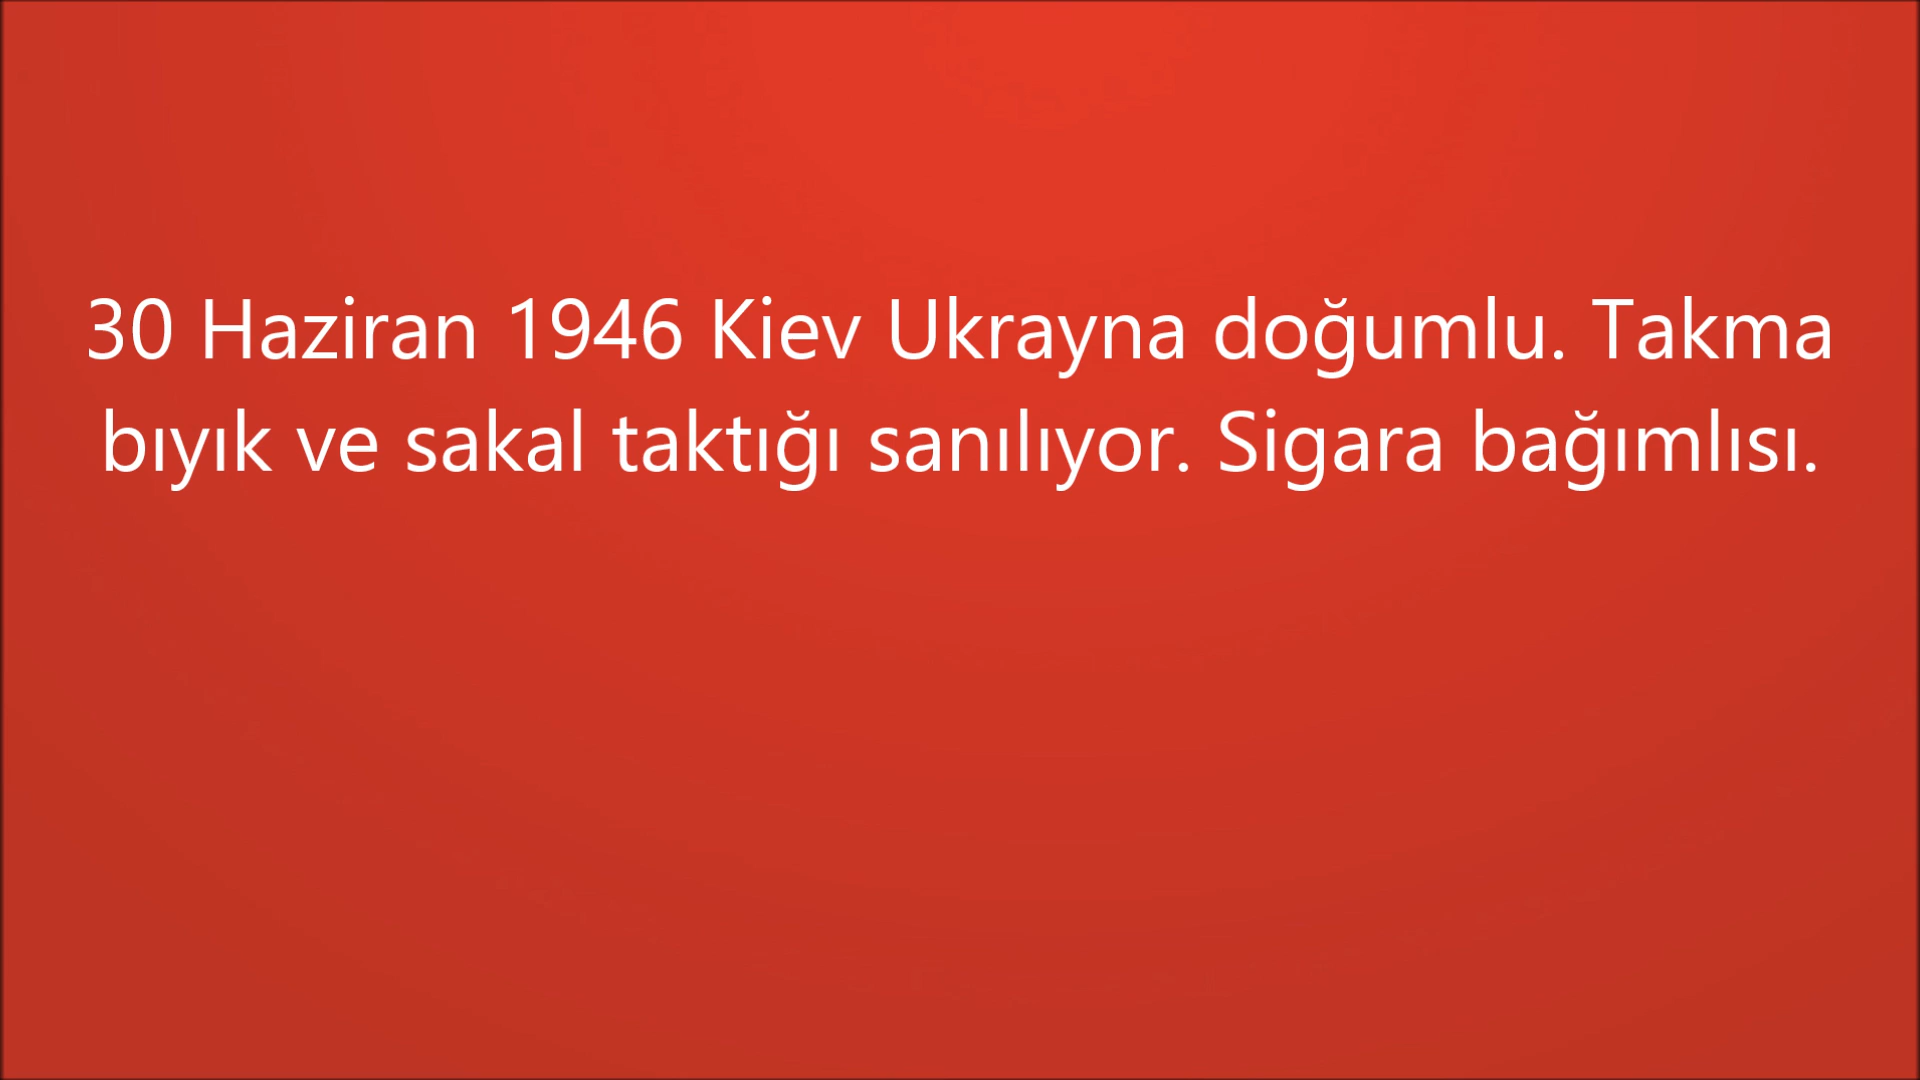 30 Haziran 1946 Kiev Ukrayna doğumlu. Takma
bıyık ve sakal taktığı sanılıyor. Sigara bağımlısı.